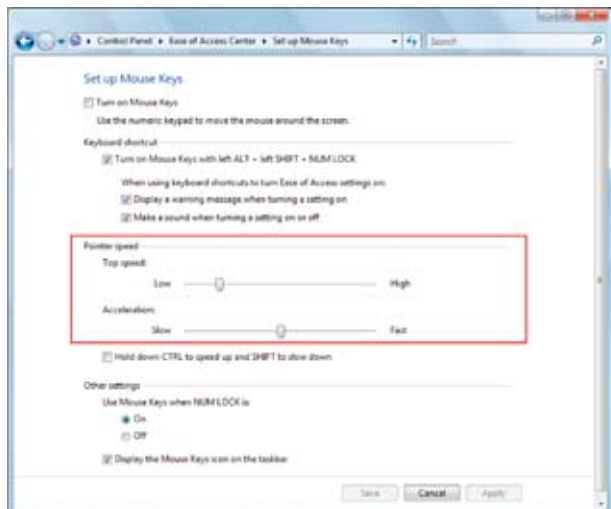 Control Panel ▸ Ease of Access Center ▸ Set up Mouse Keys
Search
Set up Mouse Keys
Turn on Mouse Keys
Use the numeric keypad to move the mouse around the screen.
Keyboard shortcut
Turn on Mouse Keys with left ALT + left SHIFT + NUM LOCK
When using keyboard shortcuts to turn Ease of Access settings on:
Display a warning message when turning a setting on
Make a sound when turning a setting on or off
Pointer speed
Top speed:
Low High
Acceleration:
Slow Fast
Hold down CTRL to speed up and SHIFT to slow down
Other settings
Use Mouse Keys when NUM LOCK is:
On
Off
Display the Mouse Keys icon on the taskbar
Save Cancel Apply